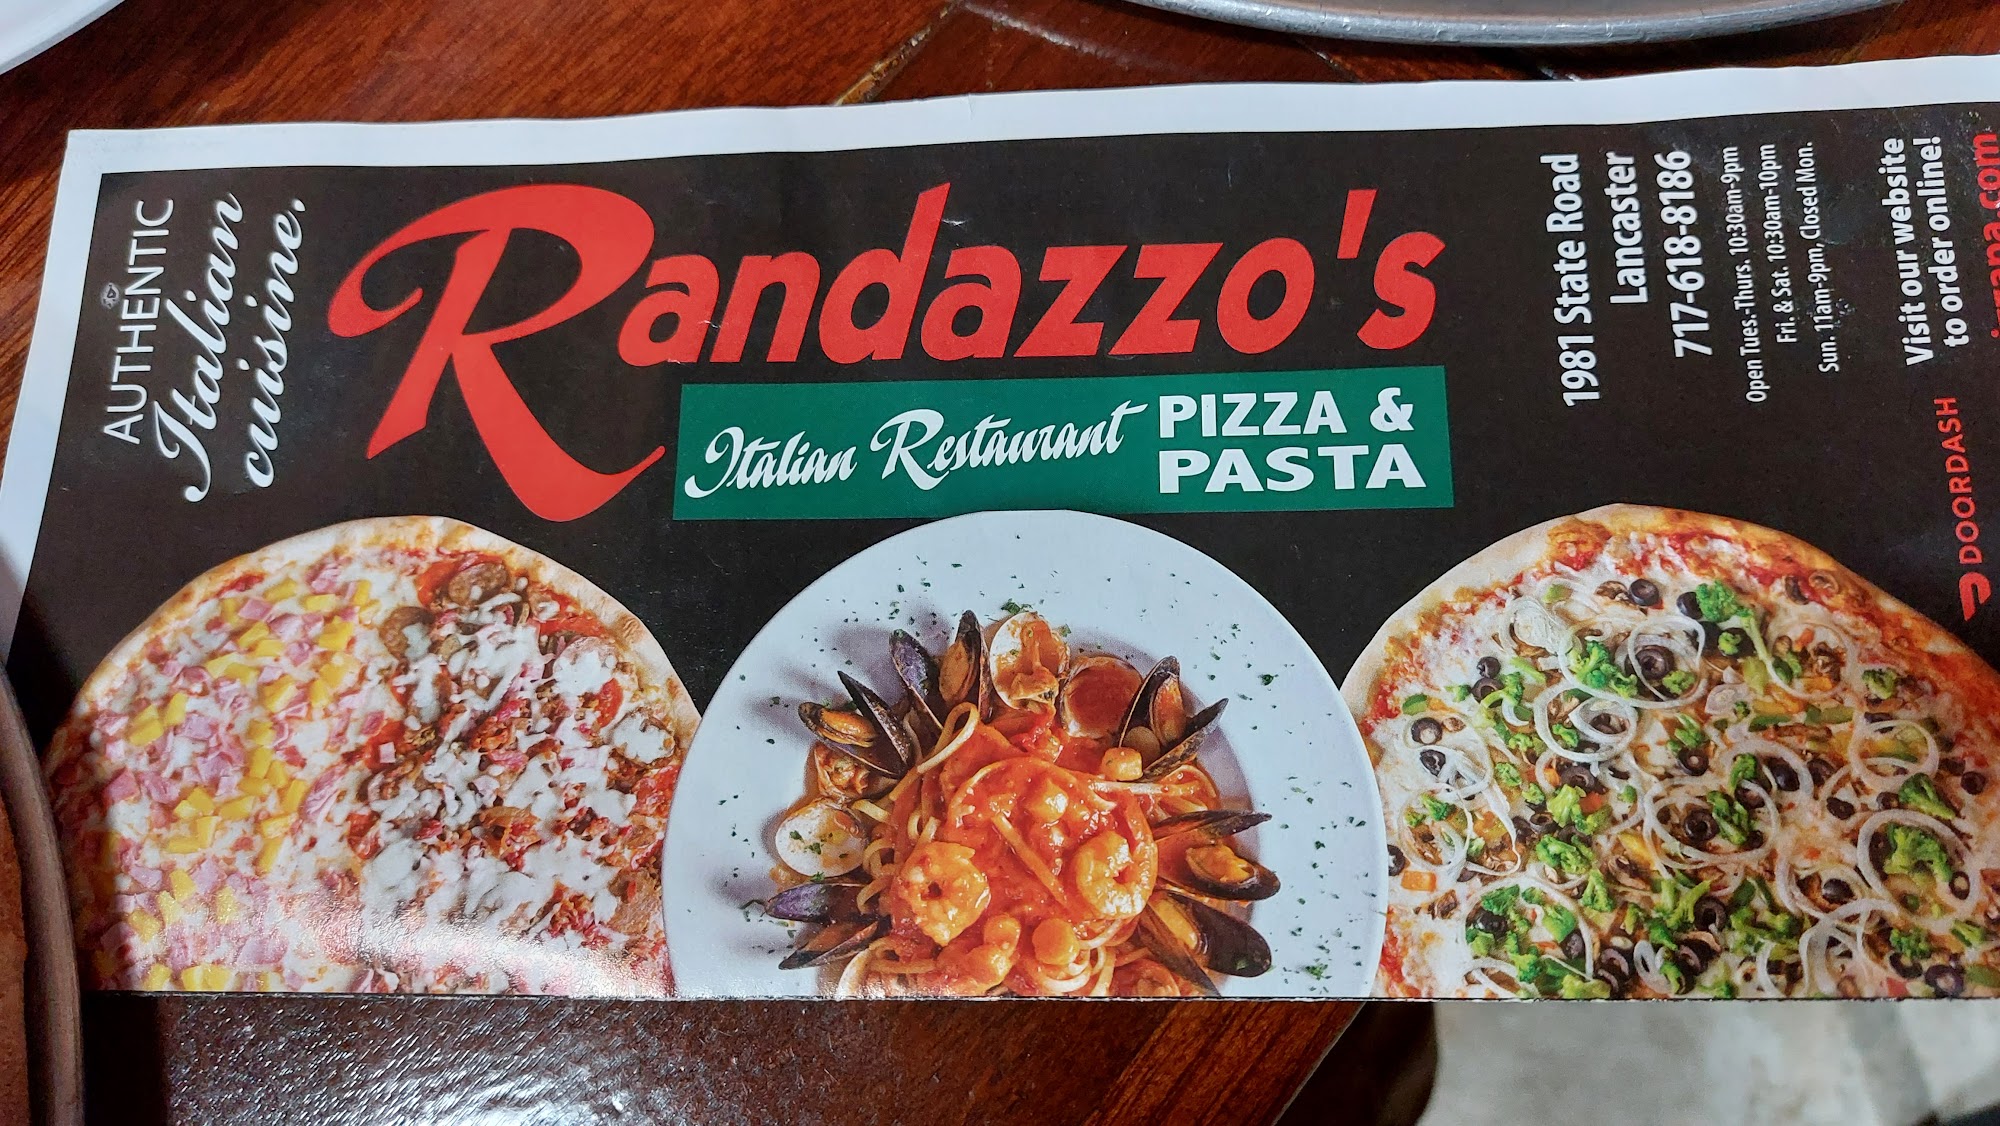 AUTHENTIC
Italian
cuisine.
Randazzo's
Italian Restaurant
PIZZA &
PASTA
1981 State Road
Lancaster
717-618-8186
Open Tues.-Thurs. 10:30am-9pm
Fri. & Sat. 10:30am-10pm
Sun. 11am-9pm, Closed Mon.
Visit our website
to order online!
DOORDASH